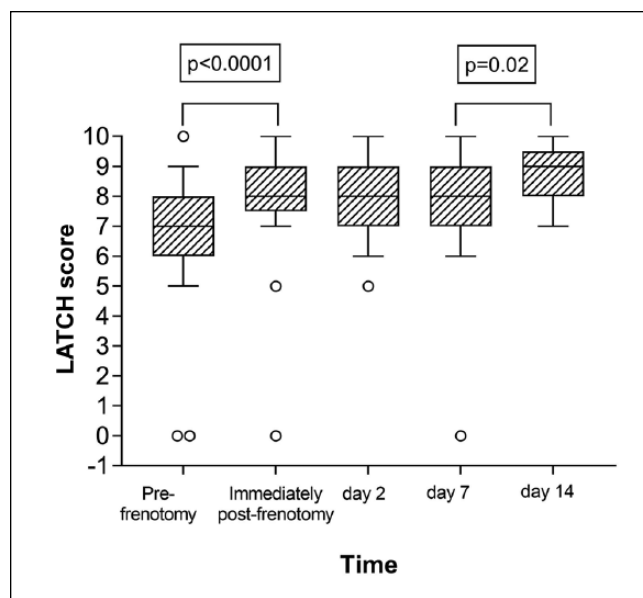 p<0.0001
p=0.02
10
9
8
7
6
5
4
3
2
1
0
-1
LATCH score
Pre-
frenotomy
Immediately
post-frenotomy
day 2
day 7
day 14
Time